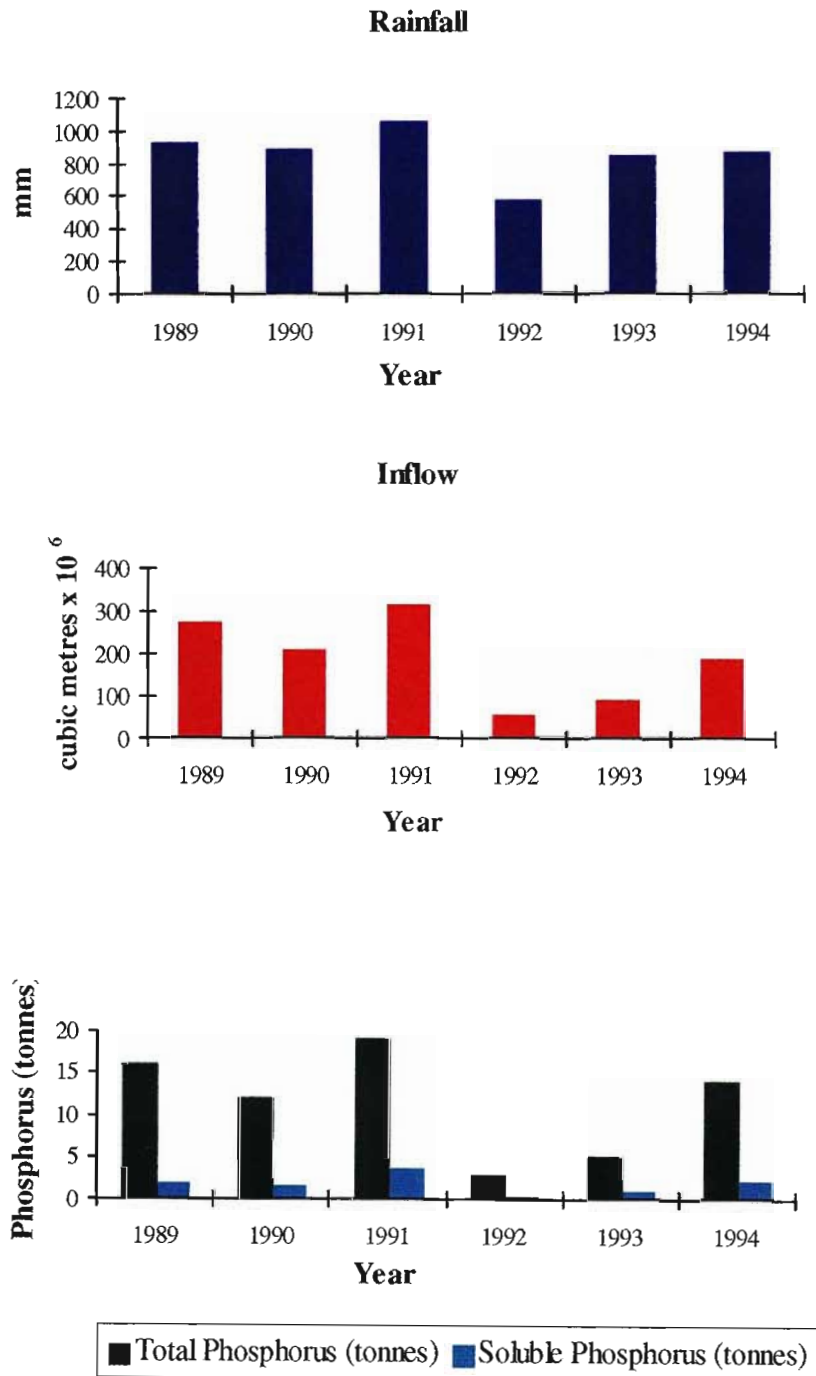 Rainfall
mm
1200
1000
800
600
400
200
0
1989 1990 1991 1992 1993 1994
Year
Inflow
cubic metres x 10 6
400
300
200
100
0
1989 1990 1991 1992 1993 1994
Year
Phosphorus (tonnes)
20
15
10
5
0
1989 1990 1991 1992 1993 1994
Year
Total Phosphorus (tonnes) Soluble Phosphorus (tonnes)